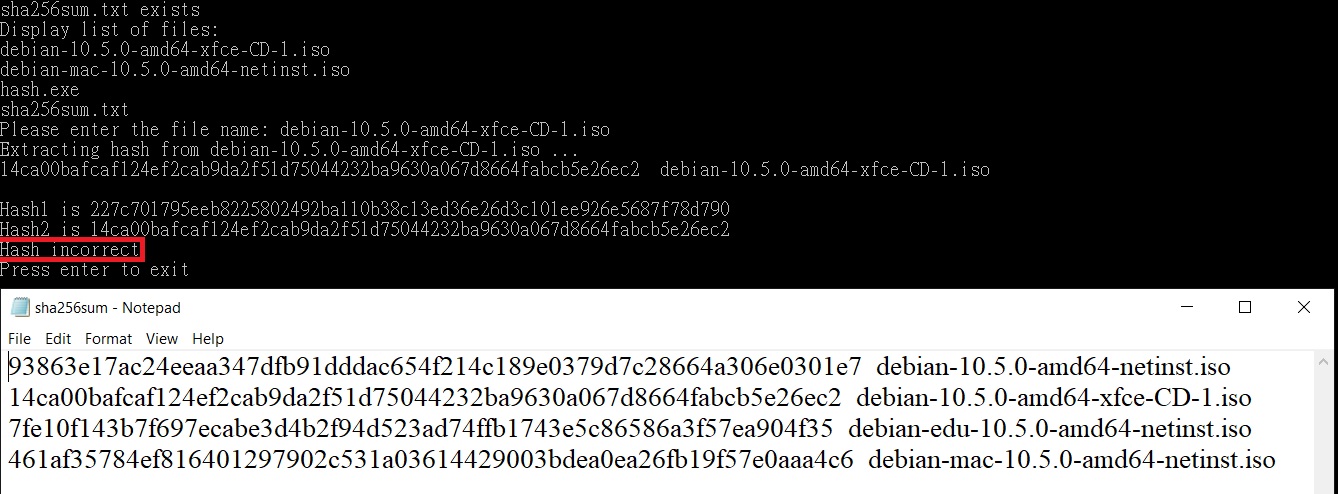 sha256sum.txt exists
Display list of files:
debian-10.5.0-amd64-xfce-CD-1.iso
debian-mac-10.5.0-amd64-netinst.iso
hash.exe
sha256sum.txt
Please enter the file name: debian-10.5.0-amd64-xfce-CD-1.iso
Extracting hash from debian-10.5.0-amd64-xfce-CD-1.iso ...
14ca00bafcaf124ef2cab9da2f51d75044232ba9630a067d8664fabcb5e26ec2  debian-10.5.0-amd64-xfce-CD-1.iso
Hash1 is 227c701795eeb8225802492ba110b38c13ed36e26d3c101ee926e5687f78d790
Hash2 is 14ca00bafcaf124ef2cab9da2f51d75044232ba9630a067d8664fabcb5e26ec2
Hash incorrect
Press enter to exit
sha256sum - Notepad
File Edit Format View Help
93863e17ac24eeaa347dfb91dddac654f214c189e0379d7c28664a306e0301e7  debian-10.5.0-amd64-netinst.iso
14ca00bafcaf124ef2cab9da2f51d75044232ba9630a067d8664fabcb5e26ec2  debian-10.5.0-amd64-xfce-CD-1.iso
7fe10f143b7f697ecabe3d4b2f94d523ad74ffb1743e5c86586a3f57ea904f35  debian-edu-10.5.0-amd64-netinst.iso
461af35784ef816401297902c531a03614429003bdea0ea26fb19f57e0aaa4c6  debian-mac-10.5.0-amd64-netinst.iso